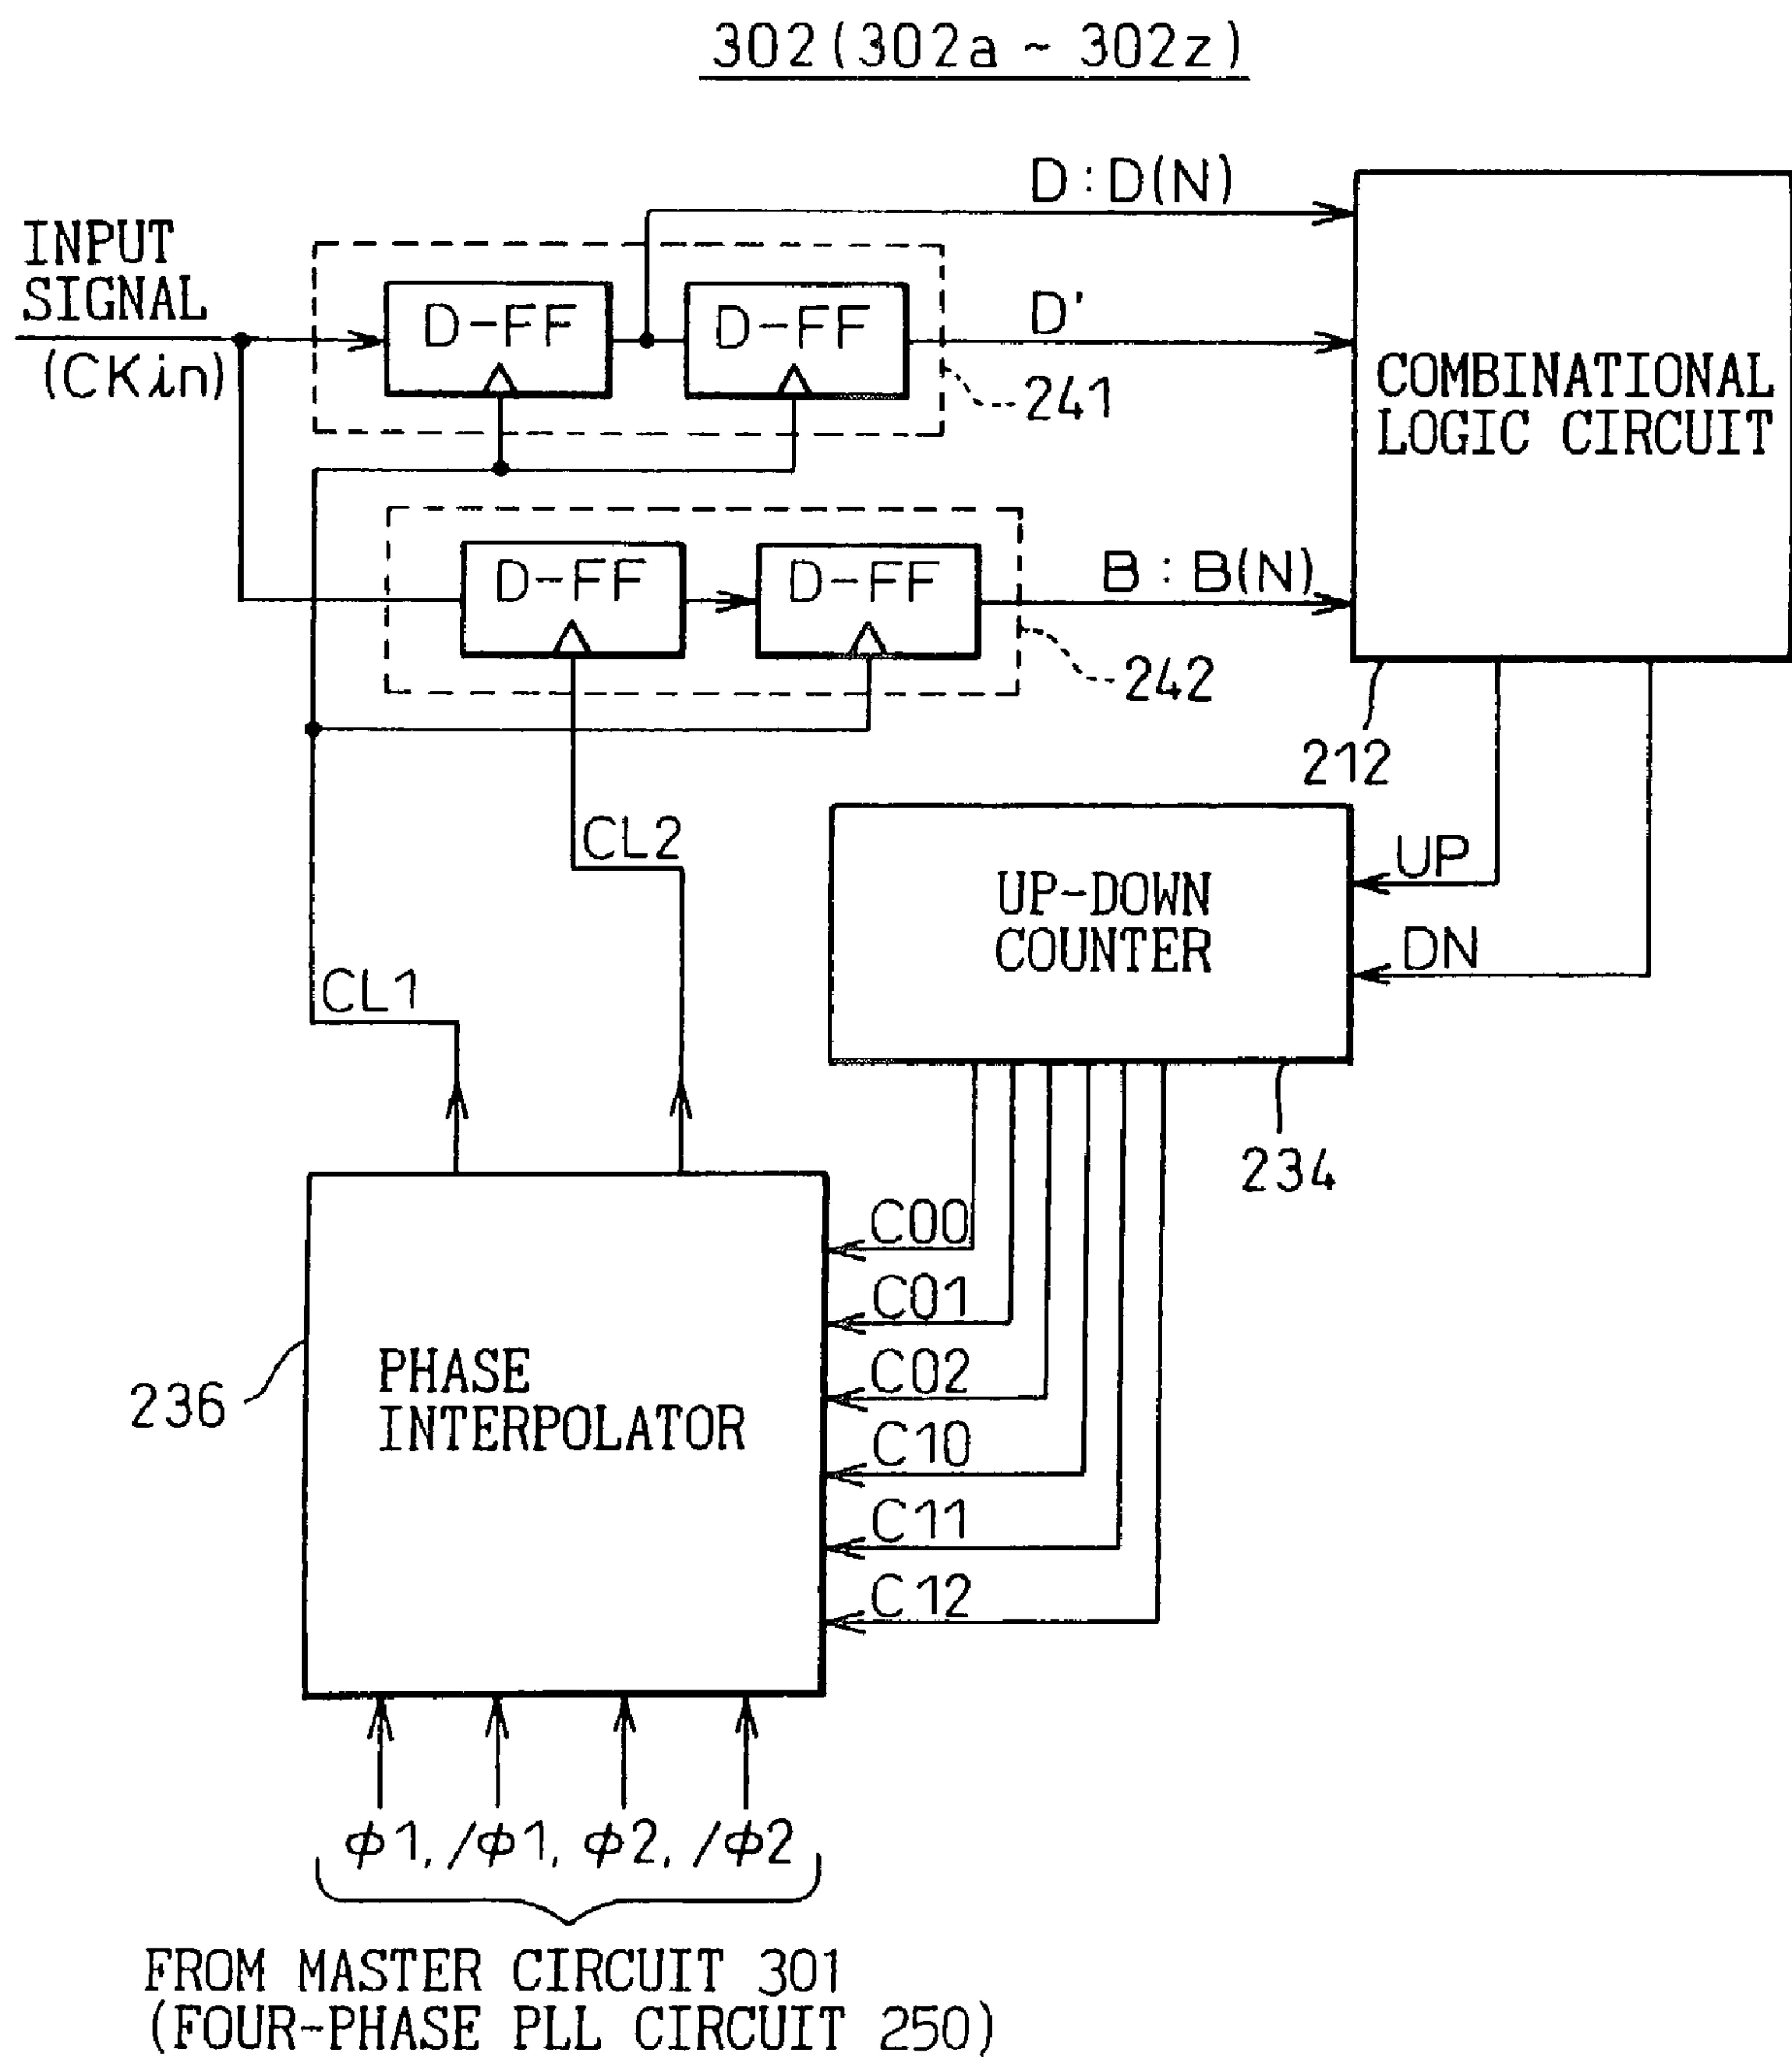 302 (302a ~ 302z)
D : D(N)
INPUT
SIGNAL
(CKin)
D-FF
D-FF
D'
241
COMBINATIONAL
LOGIC CIRCUIT
D-FF
D-FF
B : B(N)
242
212
CL2
UP
UP-DOWN
COUNTER
DN
CL1
234
C00
C01
C02
C10
C11
C12
PHASE
INTERPOLATOR
236
φ1, /φ1, φ2, /φ2
FROM MASTER CIRCUIT 301
(FOUR-PHASE PLL CIRCUIT 250)